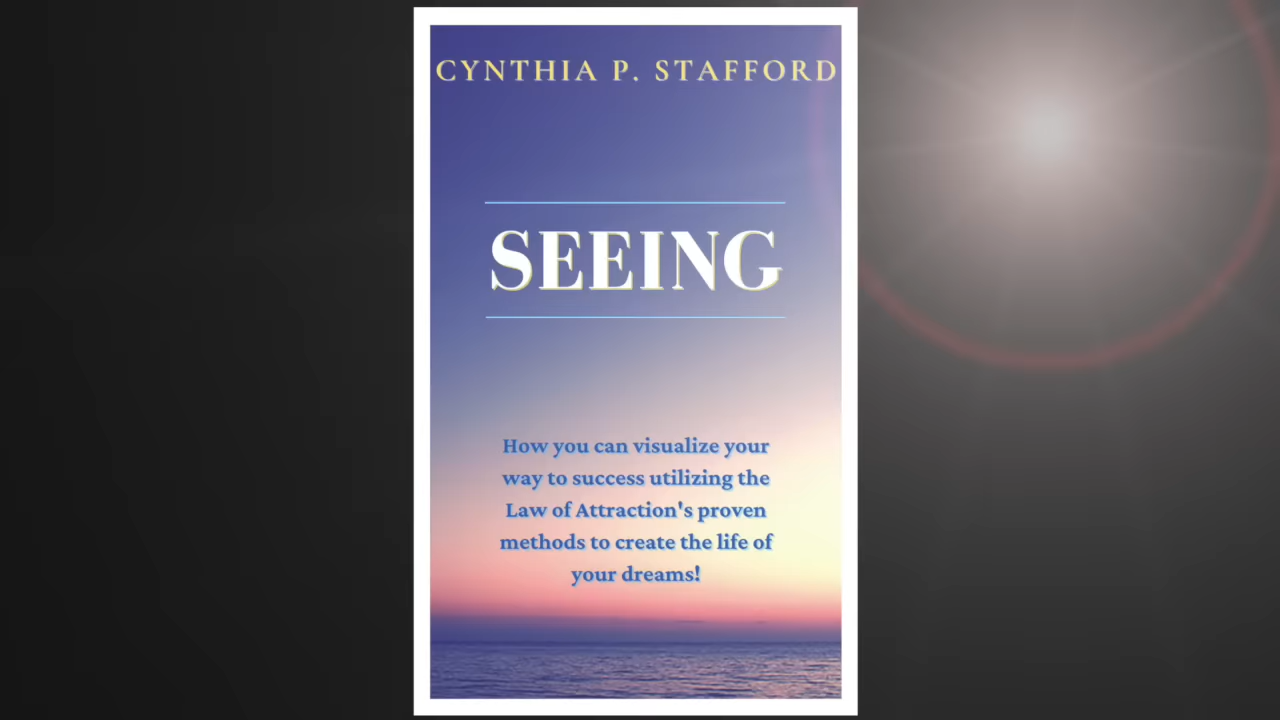 CYNTHIA P. STAFFORD
SEEING
How you can visualize your
way to success utilizing the
Law of Attraction's proven
methods to create the life of
your dreams!